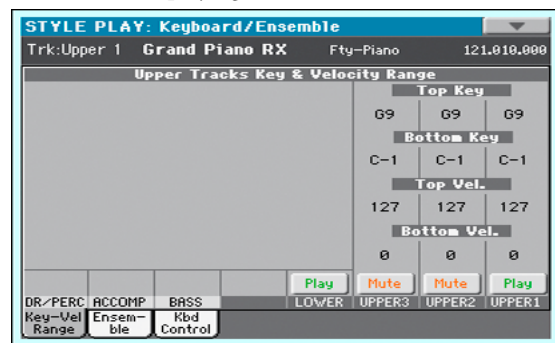 STYLE PLAY: Keyboard/Ensemble
Trk:Upper 1 Grand Piano RX Fty-Piano 121.010.000
Upper Tracks Key & Velocity Range
Top Key
G9 G9 G9
Bottom Key
C-1 C-1 C-1
Top Vel.
127 127 127
Bottom Vel.
0 0 0
Play Mute Mute Play
DR/PERC ACCOMP BASS LOWER UPPER3 UPPER2 UPPER1
Key-Vel Ensem- Kbd
Range ble Control